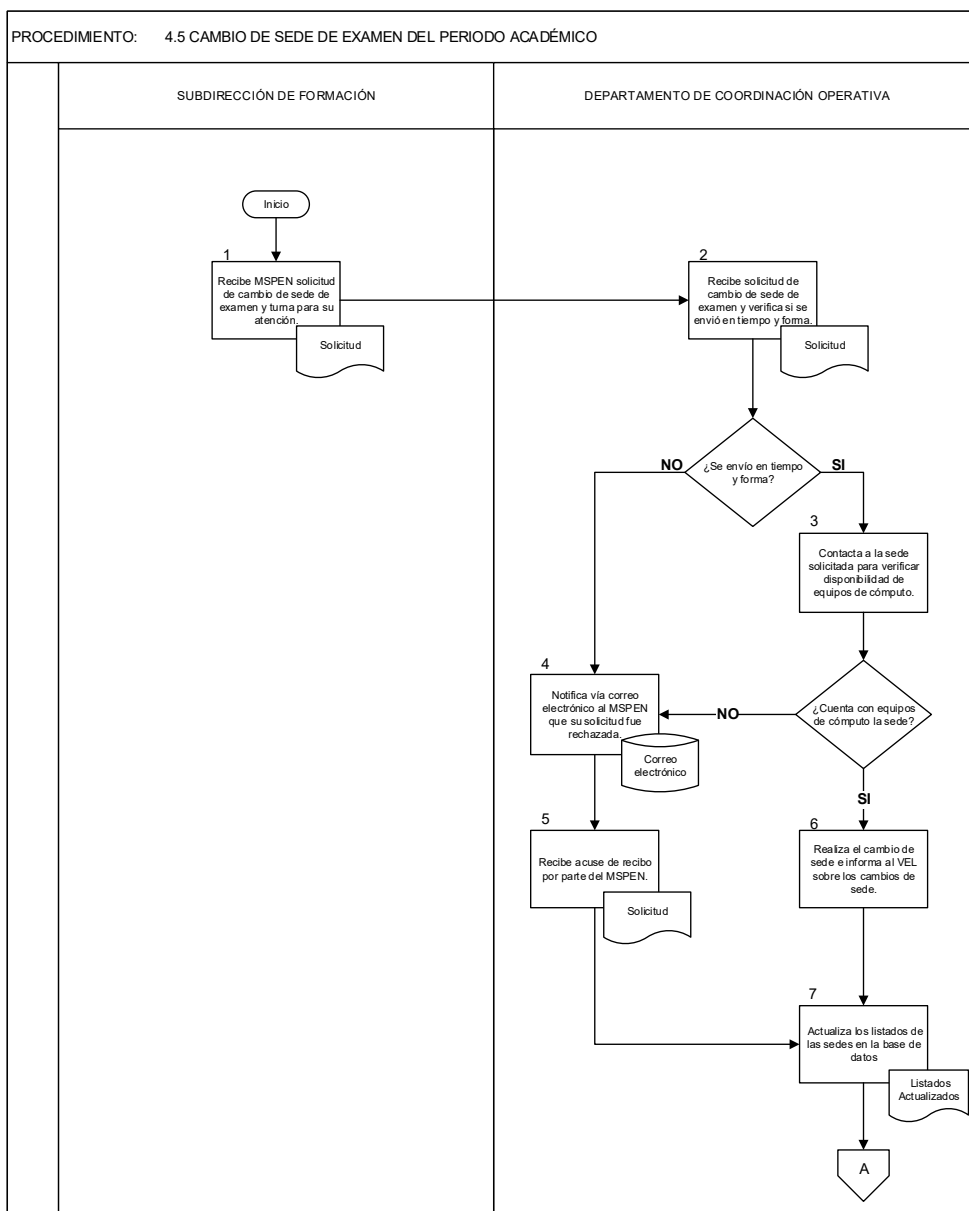 PROCEDIMIENTO: 4.5 CAMBIO DE SEDE DE EXAMEN DEL PERIODO ACADÉMICO
SUBDIRECCIÓN DE FORMACIÓN
DEPARTAMENTO DE COORDINACIÓN OPERATIVA
Inicio
1
Recibe MSPEN solicitud
de cambio de sede de
examen y turna para su
atención.
Solicitud
2
Recibe solicitud de
cambio de sede de
examen y verifica si se
envió en tiempo y forma.
Solicitud
¿Se envío en tiempo
y forma?
NO
SI
3
Contacta a la sede
solicitada para verificar
disponibilidad de
equipos de cómputo.
¿Cuenta con equipos
de cómputo la sede?
NO
SI
4
Notifica vía correo
electrónico al MSPEN
que su solicitud fue
rechazada.
Correo
electrónico
5
Recibe acuse de recibo
por parte del MSPEN.
Solicitud
6
Realiza el cambio de
sede e informa al VEL
sobre los cambios de
sede.
7
Actualiza los listados de
las sedes en la base de
datos
Listados
Actualizados
A